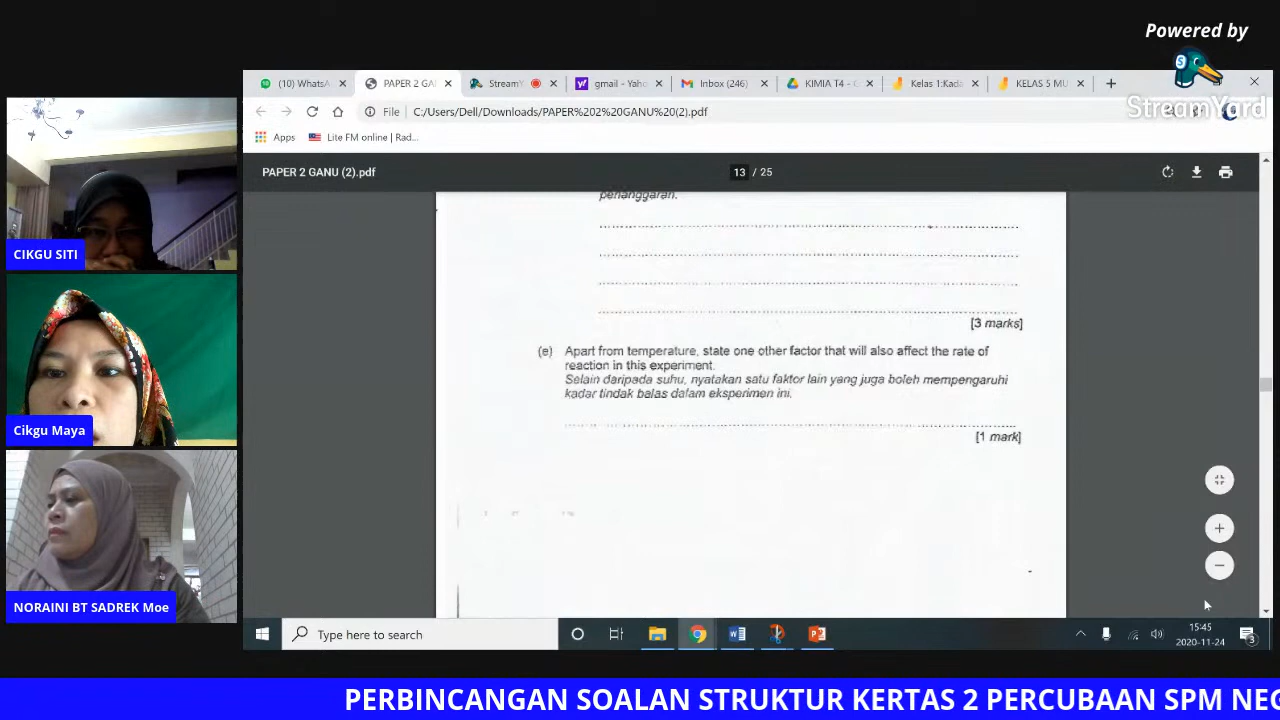 Powered by
StreamYard
(10) WhatsA
PAPER 2 GA
StreamY
gmail - Yaho
Inbox (246)
KIMIA T4 - G
Kelas 1:Kada
KELAS 5 MU
File
C:/Users/Dell/Downloads/PAPER%202%20GANU%20(2).pdf
Apps
Lite FM online | Rad...
PAPER 2 GANU (2).pdf
13 / 25
penanggaran.
[3 marks]
(e) Apart from temperature, state one other factor that will also affect the rate of
reaction in this experiment.
Selain daripada suhu, nyatakan satu faktor lain yang juga boleh mempengaruhi
kadar tindak balas dalam eksperimen ini.
[1 mark]
CIKGU SITI
Cikgu Maya
NORAINI BT SADREK Moe
Type here to search
15:45
2020-11-24
3
PERBINCANGAN SOALAN STRUKTUR KERTAS 2 PERCUBAAN SPM NEG